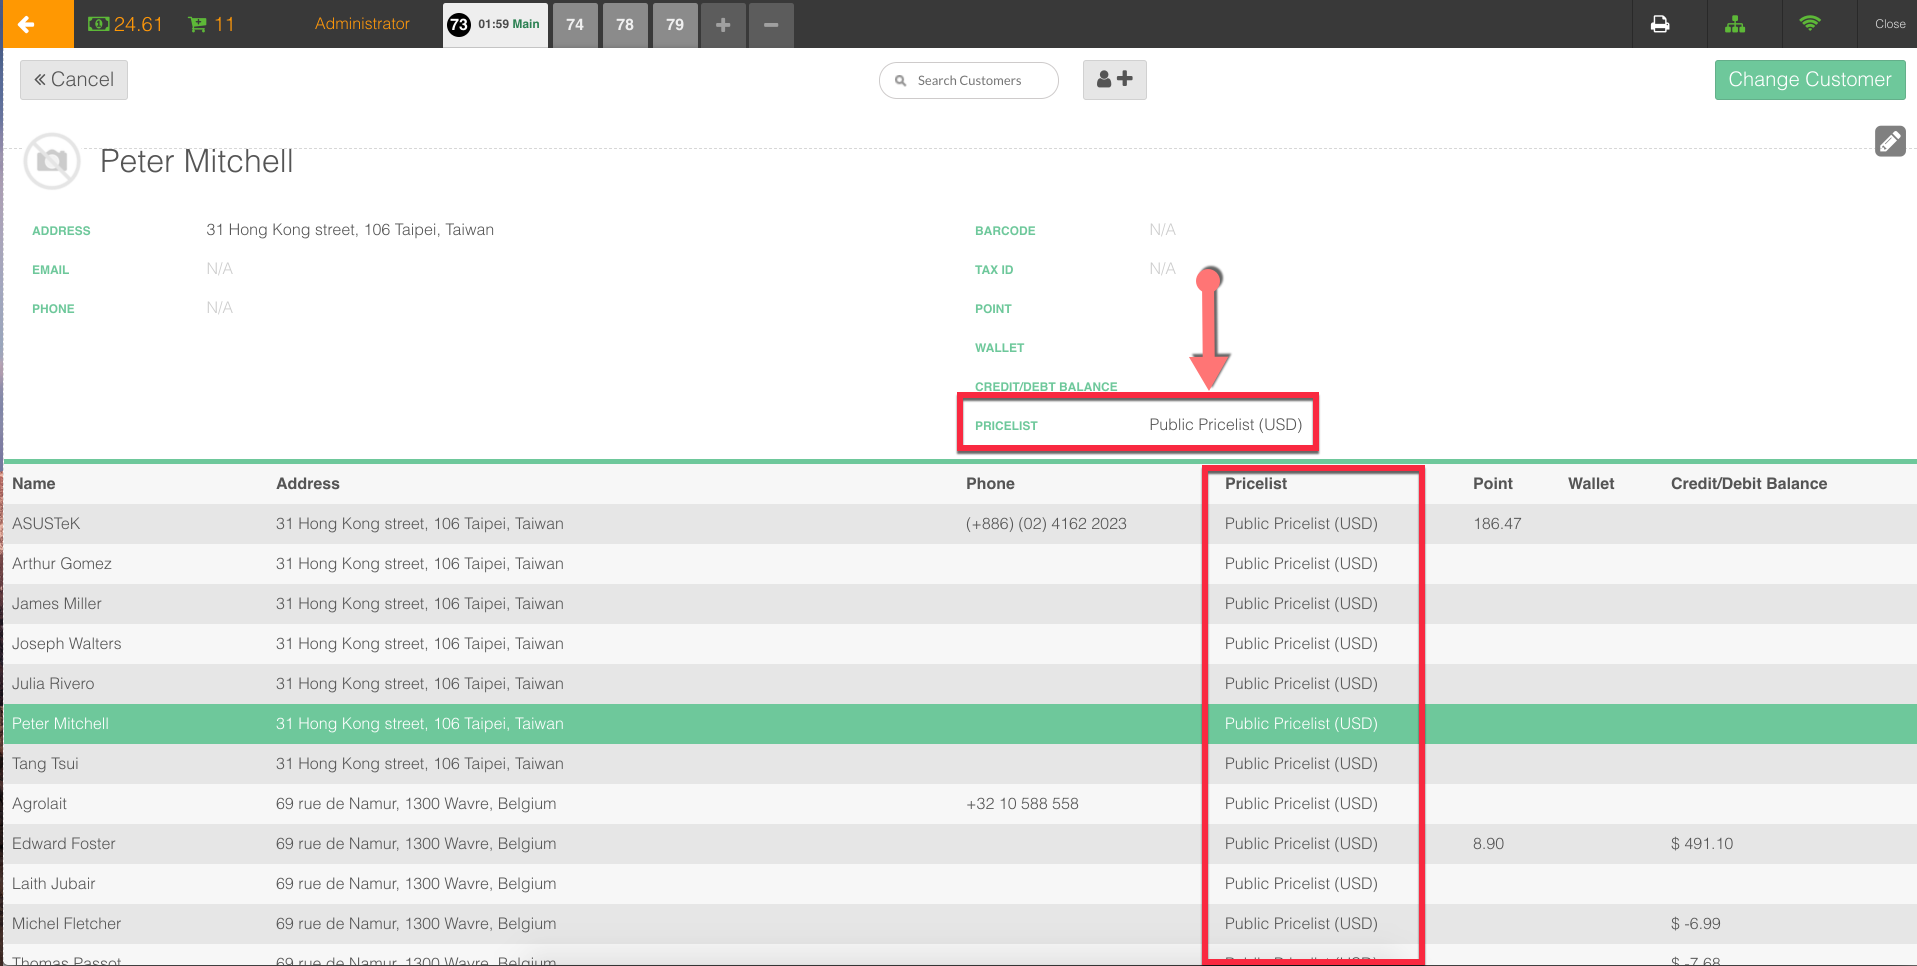 24.61 11 Administrator 73 01:59 Main 74 78 79 Close
Cancel Search Customers Change Customer
Peter Mitchell
ADDRESS 31 Hong Kong street, 106 Taipei, Taiwan BARCODE N/A
EMAIL N/A TAX ID N/A
PHONE N/A POINT
WALLET
CREDIT/DEBT BALANCE
PRICELIST Public Pricelist (USD)
Name Address Phone Pricelist Point Wallet Credit/Debit Balance
ASUSTeK 31 Hong Kong street, 106 Taipei, Taiwan (+886) (02) 4162 2023 Public Pricelist (USD) 186.47
Arthur Gomez 31 Hong Kong street, 106 Taipei, Taiwan Public Pricelist (USD)
James Miller 31 Hong Kong street, 106 Taipei, Taiwan Public Pricelist (USD)
Joseph Walters 31 Hong Kong street, 106 Taipei, Taiwan Public Pricelist (USD)
Julia Rivero 31 Hong Kong street, 106 Taipei, Taiwan Public Pricelist (USD)
Peter Mitchell 31 Hong Kong street, 106 Taipei, Taiwan Public Pricelist (USD)
Tang Tsui 31 Hong Kong street, 106 Taipei, Taiwan Public Pricelist (USD)
Agrolait 69 rue de Namur, 1300 Wavre, Belgium +32 10 588 558 Public Pricelist (USD)
Edward Foster 69 rue de Namur, 1300 Wavre, Belgium Public Pricelist (USD) 8.90 $ 491.10
Laith Jubair 69 rue de Namur, 1300 Wavre, Belgium Public Pricelist (USD)
Michel Fletcher 69 rue de Namur, 1300 Wavre, Belgium Public Pricelist (USD) $ -6.99
Thomas Passot 69 rue de Namur, 1300 Wavre, Belgium Public Pricelist (USD) $ -7.68